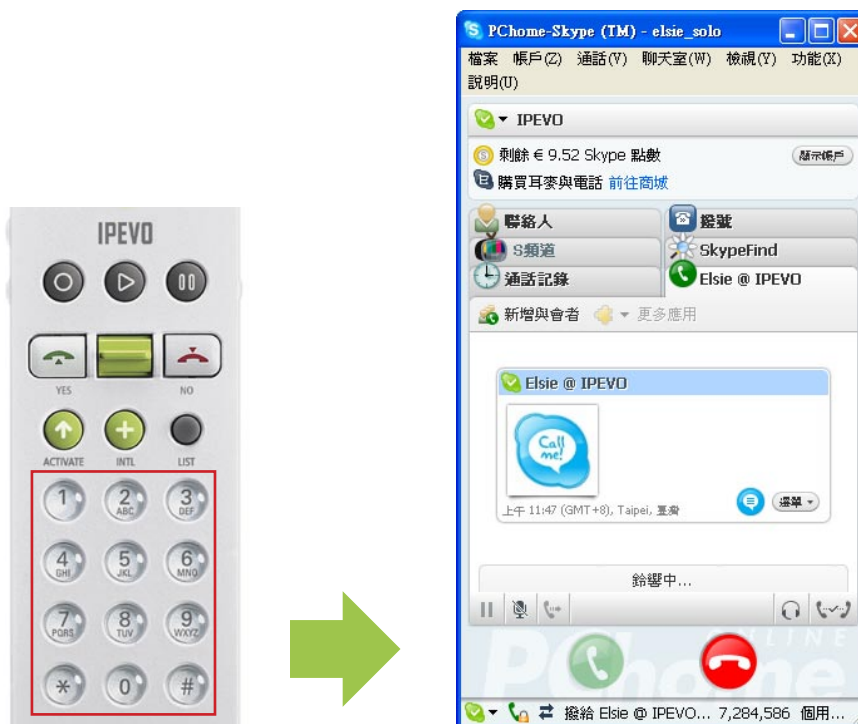 IPEVO
YES
NO
ACTIVATE
INTL
LIST
1
2 ABC
3 DEF
4 GHI
5 JKL
6 MNO
7 PQRS
8 TUV
9 WXYZ
*
0
#
PChome-Skype (TM) - elsie_solo
檔案 帳戶(Z) 通話(V) 聊天室(W) 檢視(Y) 功能(X)
說明(U)
IPEVO
剩餘 € 9.52 Skype 點數
顯示帳戶
購買耳麥與電話 前往商城
聯絡人
撥號
S頻道
SkypeFind
通話記錄
Elsie @ IPEVO
新增與會者
更多應用
Elsie @ IPEVO
Call me!
上午 11:47 (GMT+8), Taipei, 臺灣
選單
鈴響中...
PChome
ONLINE
撥給 Elsie @ IPEVO... 7,284,586 個用...